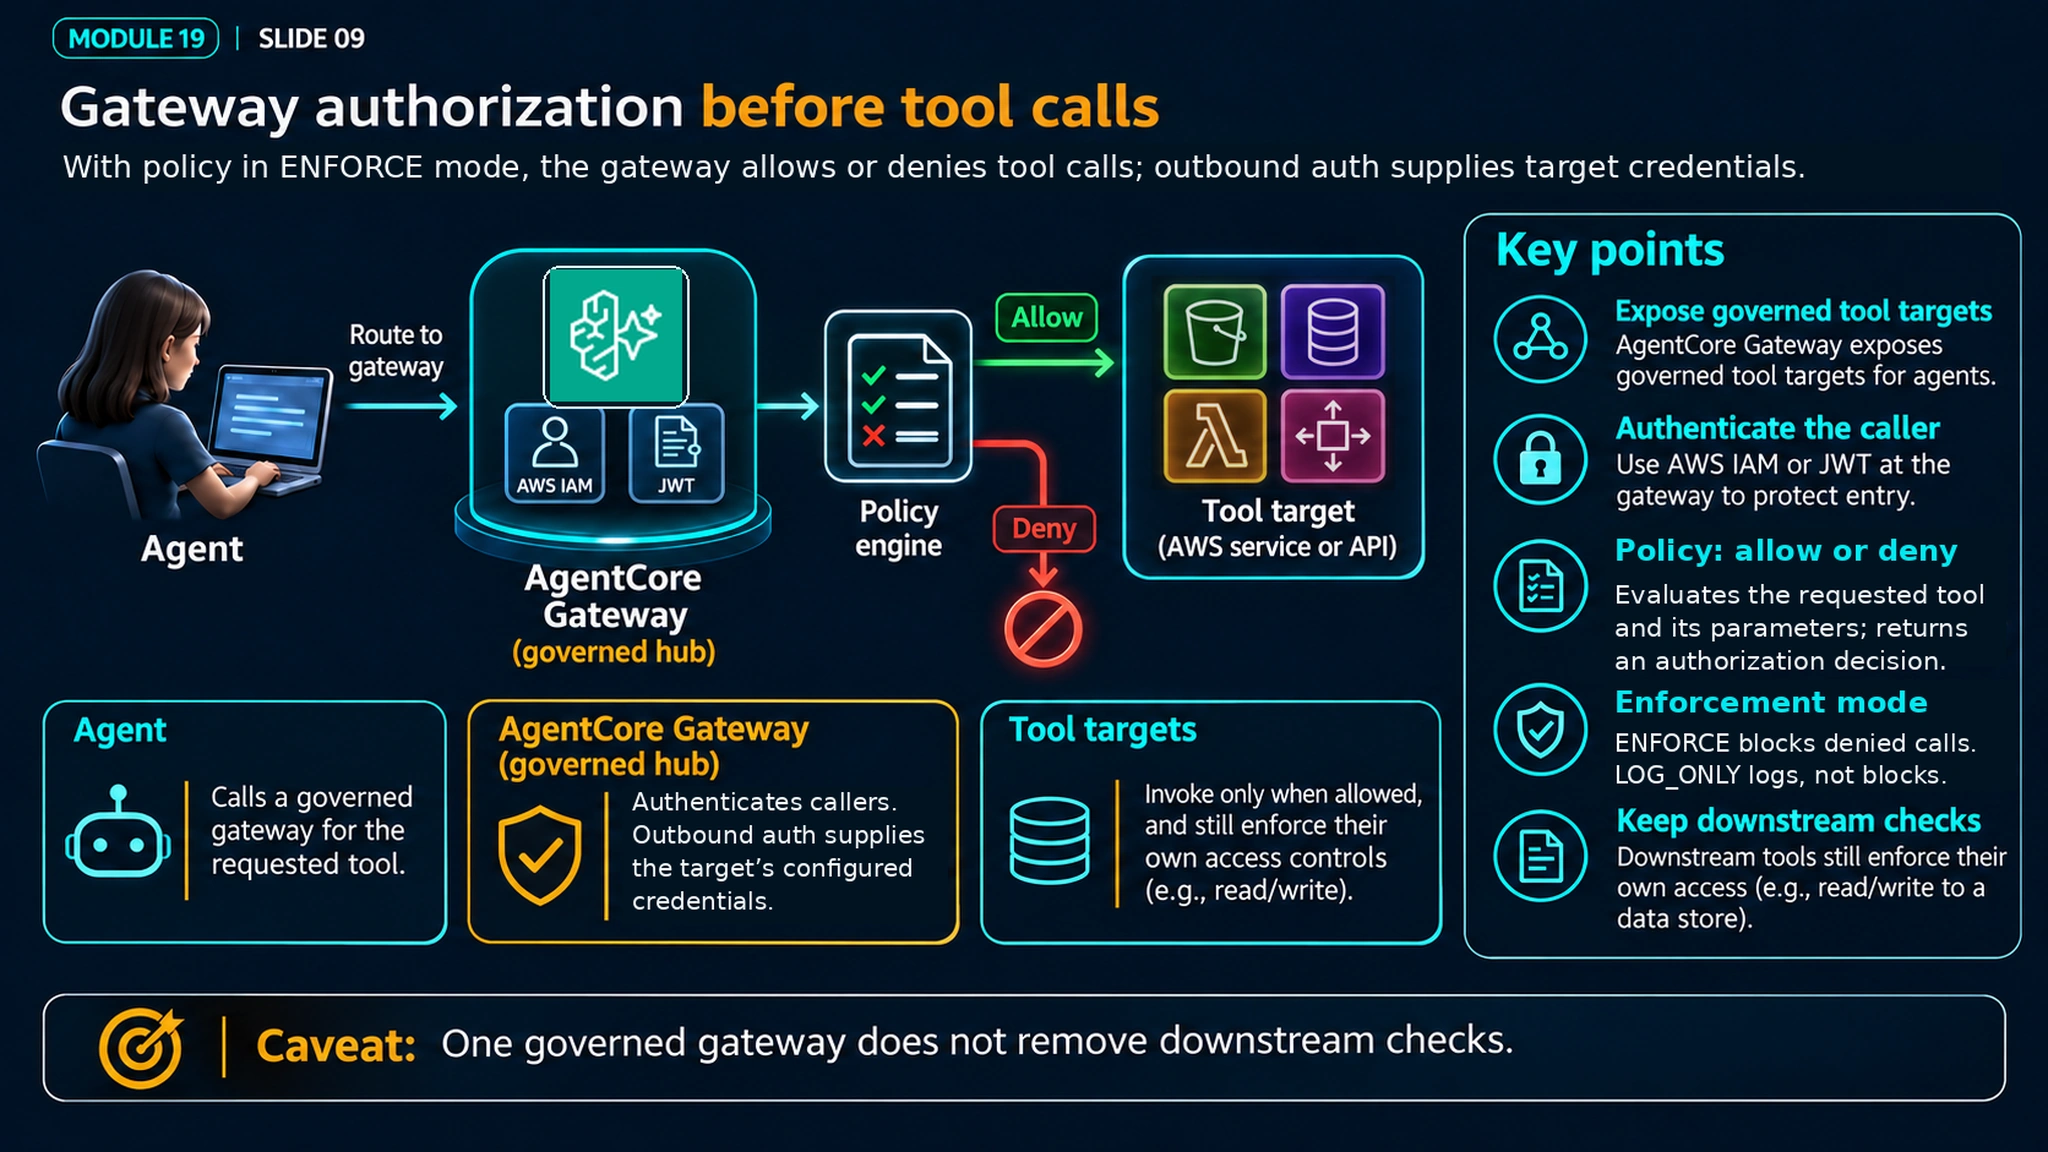 MODULE 19 | SLIDE 09
Gateway authorization before tool calls
With policy in ENFORCE mode, the gateway allows or denies tool calls; outbound auth supplies target credentials.
Agent
Route to
gateway
AWS IAM
JWT
AgentCore
Gateway
(governed hub)
Policy
engine
Allow
Deny
Tool target
(AWS service or API)
Agent
Calls a governed
gateway for the
requested tool.
AgentCore Gateway
(governed hub)
Authenticates callers.
Outbound auth supplies
the target’s configured
credentials.
Tool targets
Invoke only when allowed,
and still enforce their
own access controls
(e.g., read/write).
Key points
Expose governed tool targets
AgentCore Gateway exposes
governed tool targets for agents.
Authenticate the caller
Use AWS IAM or JWT at the
gateway to protect entry.
Policy: allow or deny
Evaluates the requested tool
and its parameters; returns
an authorization decision.
Enforcement mode
ENFORCE blocks denied calls.
LOG_ONLY logs, not blocks.
Keep downstream checks
Downstream tools still enforce their
own access (e.g., read/write to a
data store).
Caveat: One governed gateway does not remove downstream checks.